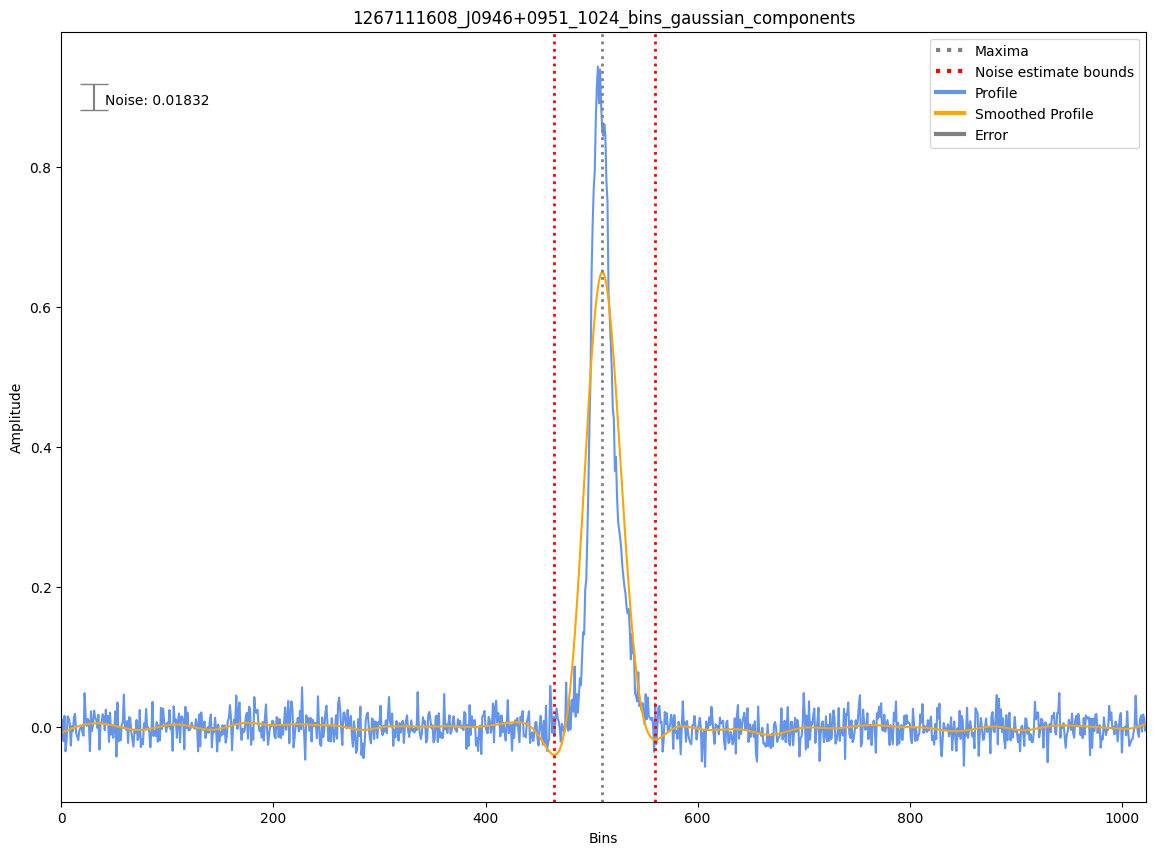 1267111608_J0946+0951_1024_bins_gaussian_components
Maxima
Noise estimate bounds
Profile
Smoothed Profile
Error
Noise: 0.01832
Amplitude
0.8
0.6
0.4
0.2
0.0
0
200
400
600
800
1000
Bins